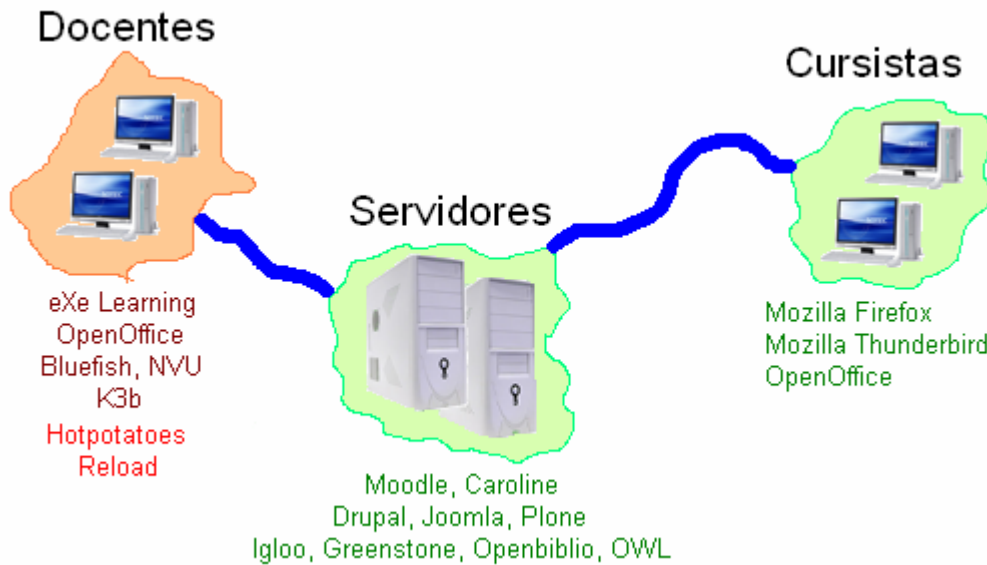 Docentes
eXe Learning
OpenOffice
Bluefish, NVU
K3b
Hotpotatoes
Reload
Servidores
Moodle, Caroline
Drupal, Joomla, Plone
Igloo, Greenstone, Openbiblio, OWL
Cursistas
Mozilla Firefox
Mozilla Thunderbird
OpenOffice